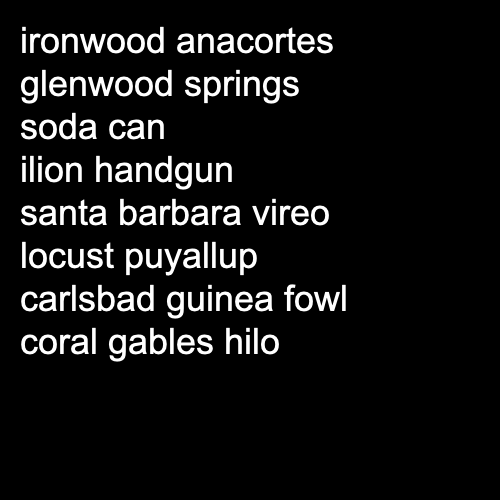 ironwood anacortes
glenwood springs
soda can
ilion handgun
santa barbara vireo
locust puyallup
carlsbad guinea fowl
coral gables hilo